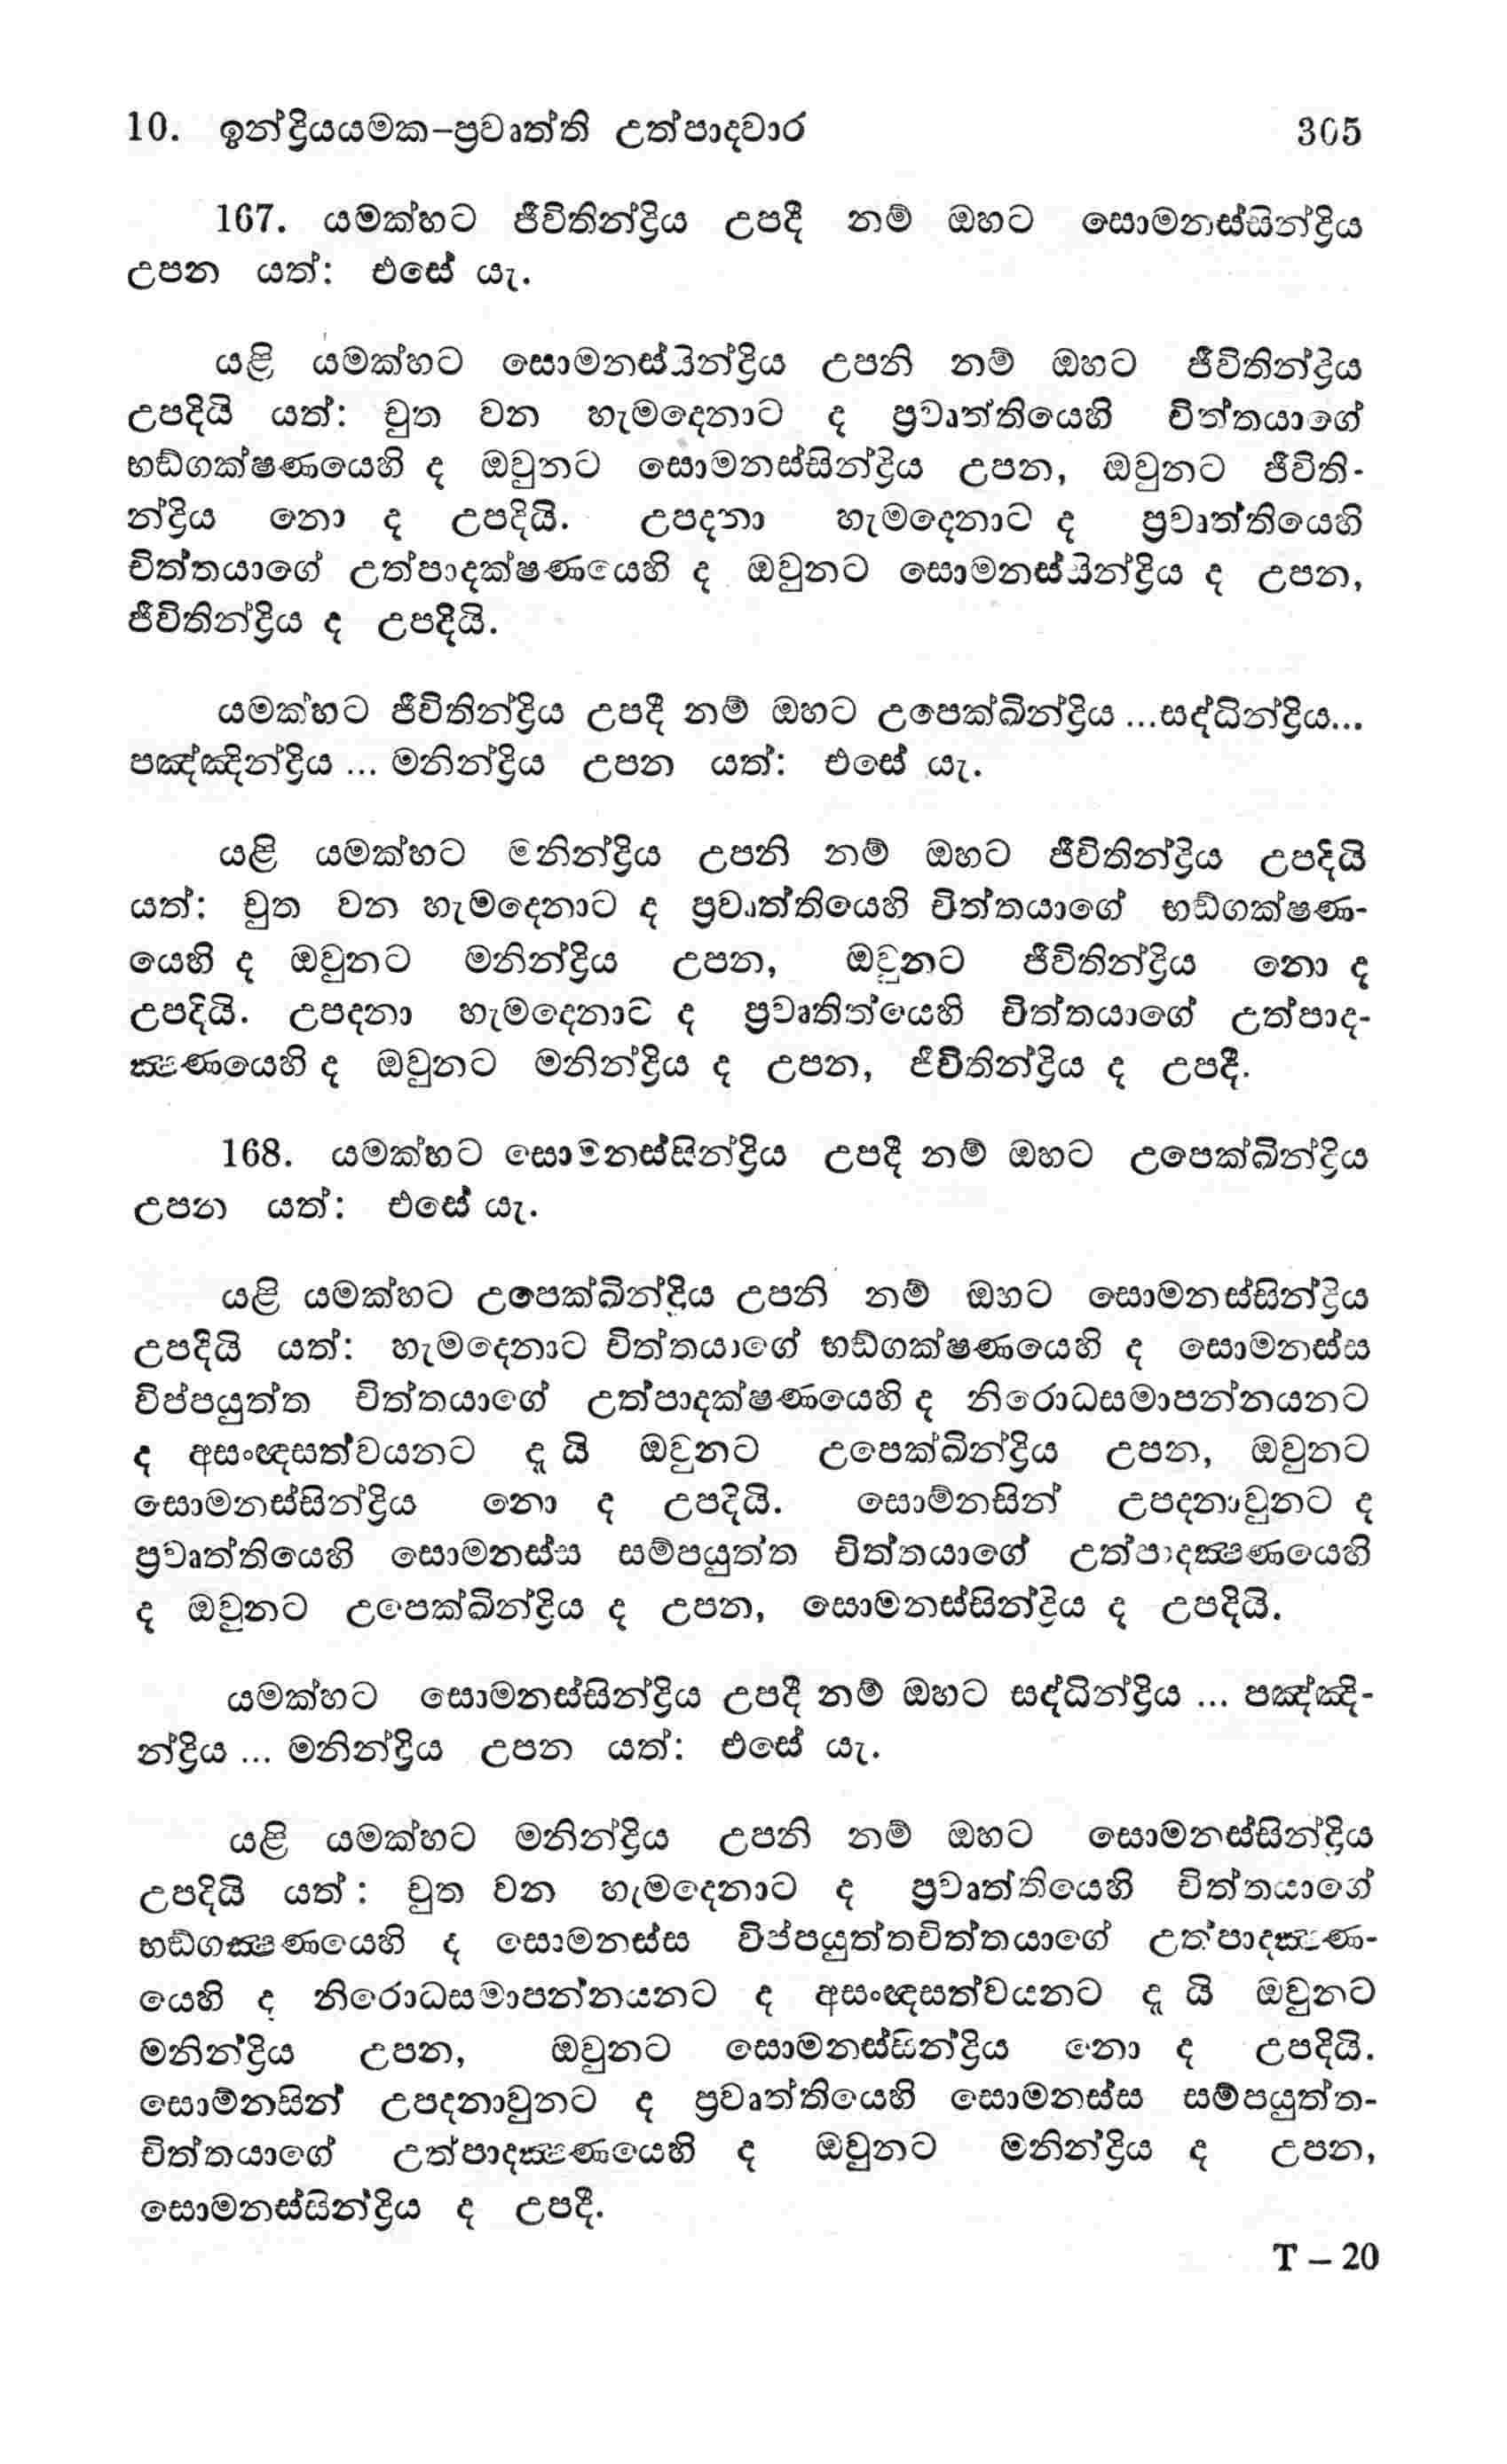 10. ඉන්ද්‍රියයමක-ප්‍රවෘත්ති උත්පාදවාර 305
167. යමක්හට ජීවිතින්ද්‍රිය උපදී නම් ඔහට සොමනස්සින්ද්‍රිය
උපන යත්: එසේ යැ.
යළි යමක්හට සොමනස්සින්ද්‍රිය උපනි නම් ඔහට ජීවිතින්ද්‍රිය
උපදියි යත්: චුත වන හැමදෙනාට ද ප්‍රවෘත්තියෙහි චිත්තයාගේ
භඞ්ගක්ෂණයෙහි ද ඔවුනට සොමනස්සින්ද්‍රිය උපන, ඔවුනට ජීවිති-
න්ද්‍රිය නො ද උපදියි. උපදනා හැමදෙනාට ද ප්‍රවෘත්තියෙහි
චිත්තයාගේ උත්පාදක්ෂණයෙහි ද ඔවුනට සොමනස්සින්ද්‍රිය ද උපන,
ජීවිතින්ද්‍රිය ද උපදියි.
යමක්හට ජීවිතින්ද්‍රිය උපදී නම් ඔහට උපෙක්ඛින්ද්‍රිය ...සද්ධින්ද්‍රිය...
පඤ්ඤින්ද්‍රිය ... මනින්ද්‍රිය උපන යත්: එසේ යැ.
යළි යමක්හට මනින්ද්‍රිය උපනි නම් ඔහට ජීවිතින්ද්‍රිය උපදියි
යත්: චුත වන හැමදෙනාට ද ප්‍රවෘත්තියෙහි චිත්තයාගේ භඞ්ගක්ෂණ-
යෙහි ද ඔවුනට මනින්ද්‍රිය උපන, ඔවුනට ජීවිතින්ද්‍රිය නො ද
උපදියි. උපදනා හැමදෙනාට ද ප්‍රවෘතිත්යෙහි චිත්තයාගේ උත්පාද-
ක්‍ෂණයෙහි ද ඔවුනට මනින්ද්‍රිය ද උපන, ජීවිතින්ද්‍රිය ද උපදී.
168. යමක්හට සොමනස්සින්ද්‍රිය උපදී නම් ඔහට උපෙක්ඛින්ද්‍රිය
උපන යත්: එසේ යැ.
යළි යමක්හට උපෙක්ඛින්ද්‍රිය උපනි නම් ඔහට සොමනස්සින්ද්‍රිය
උපදියි යත්: හැමදෙනාට චිත්තයාගේ භඞ්ගක්ෂණයෙහි ද සොමනස්ස
විප්පයුත්ත චිත්තයාගේ උත්පාදක්ෂණයෙහි ද නිරොධසමාපන්නයනට
ද අසංඥසත්වයනට දැ යි ඔවුනට උපෙක්ඛින්ද්‍රිය උපන, ඔවුනට
සොමනස්සින්ද්‍රිය නො ද උපදියි. සොම්නසින් උපදනාවුනට ද
ප්‍රවෘත්තියෙහි සොමනස්ස සම්පයුත්ත චිත්තයාගේ උත්පාදක්‍ෂණයෙහි
ද ඔවුනට උපෙක්ඛින්ද්‍රිය ද උපන, සොමනස්සින්ද්‍රිය ද උපදියි.
යමක්හට සොමනස්සින්ද්‍රිය උපදී නම් ඔහට සද්ධින්ද්‍රිය ... පඤ්ඤි-
න්ද්‍රිය ... මනින්ද්‍රිය උපන යත්: එසේ යැ.
යළි යමක්හට මනින්ද්‍රිය උපනි නම් ඔහට සොමනස්සින්ද්‍රිය
උපදියි යත් : චුත වන හැමදෙනාට ද ප්‍රවෘත්තියෙහි චිත්තයාගේ
භඞ්ගක්‍ෂණයෙහි ද සොමනස්ස විප්පයුත්තචිත්තයාගේ උත්පාදක්‍ෂණ-
යෙහි ද නිරොධසමාපන්නයනට ද අසංඥසත්වයනට දැ යි ඔවුනට
මනින්ද්‍රිය උපන, ඔවුනට සොමනස්සින්ද්‍රිය නො ද උපදියි.
සොම්නසින් උපදනාවුනට ද ප්‍රවෘත්තියෙහි සොමනස්ස සම්පයුත්ත-
චිත්තයාගේ උත්පාදක්‍ෂණයෙහි ද ඔවුනට මනින්ද්‍රිය ද උපන,
සොමනස්සින්ද්‍රිය ද උපදී.
T – 20